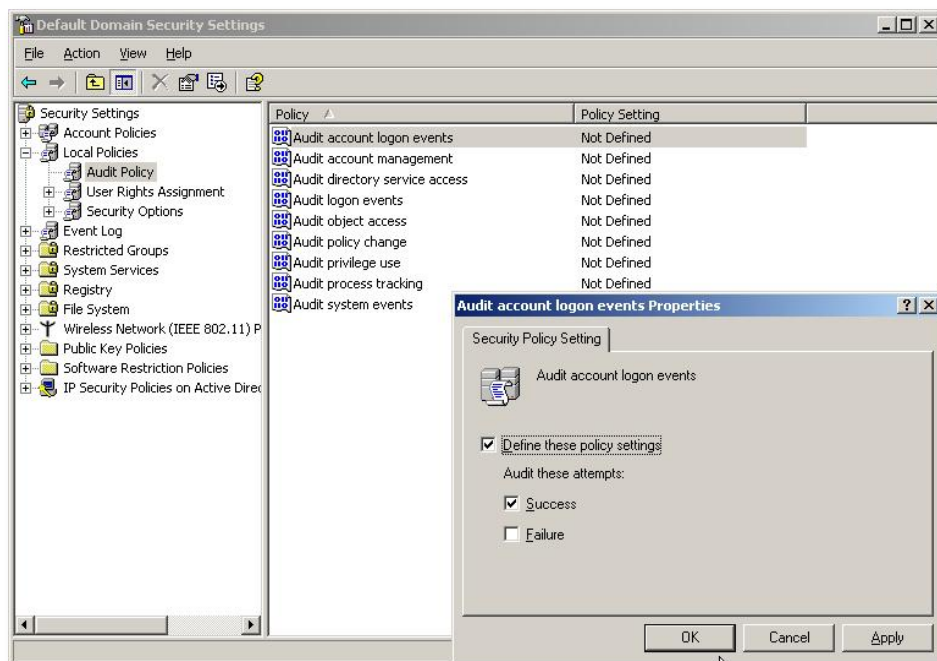 Default Domain Security Settings
File Action View Help
Security Settings
Account Policies
Local Policies
Audit Policy
User Rights Assignment
Security Options
Event Log
Restricted Groups
System Services
Registry
File System
Wireless Network (IEEE 802.11) P
Public Key Policies
Software Restriction Policies
IP Security Policies on Active Direc
Policy Policy Setting
Audit account logon events Not Defined
Audit account management Not Defined
Audit directory service access Not Defined
Audit logon events Not Defined
Audit object access Not Defined
Audit policy change Not Defined
Audit privilege use Not Defined
Audit process tracking Not Defined
Audit system events
Audit account logon events Properties
Security Policy Setting
Audit account logon events
Define these policy settings
Audit these attempts:
Success
Failure
OK Cancel Apply